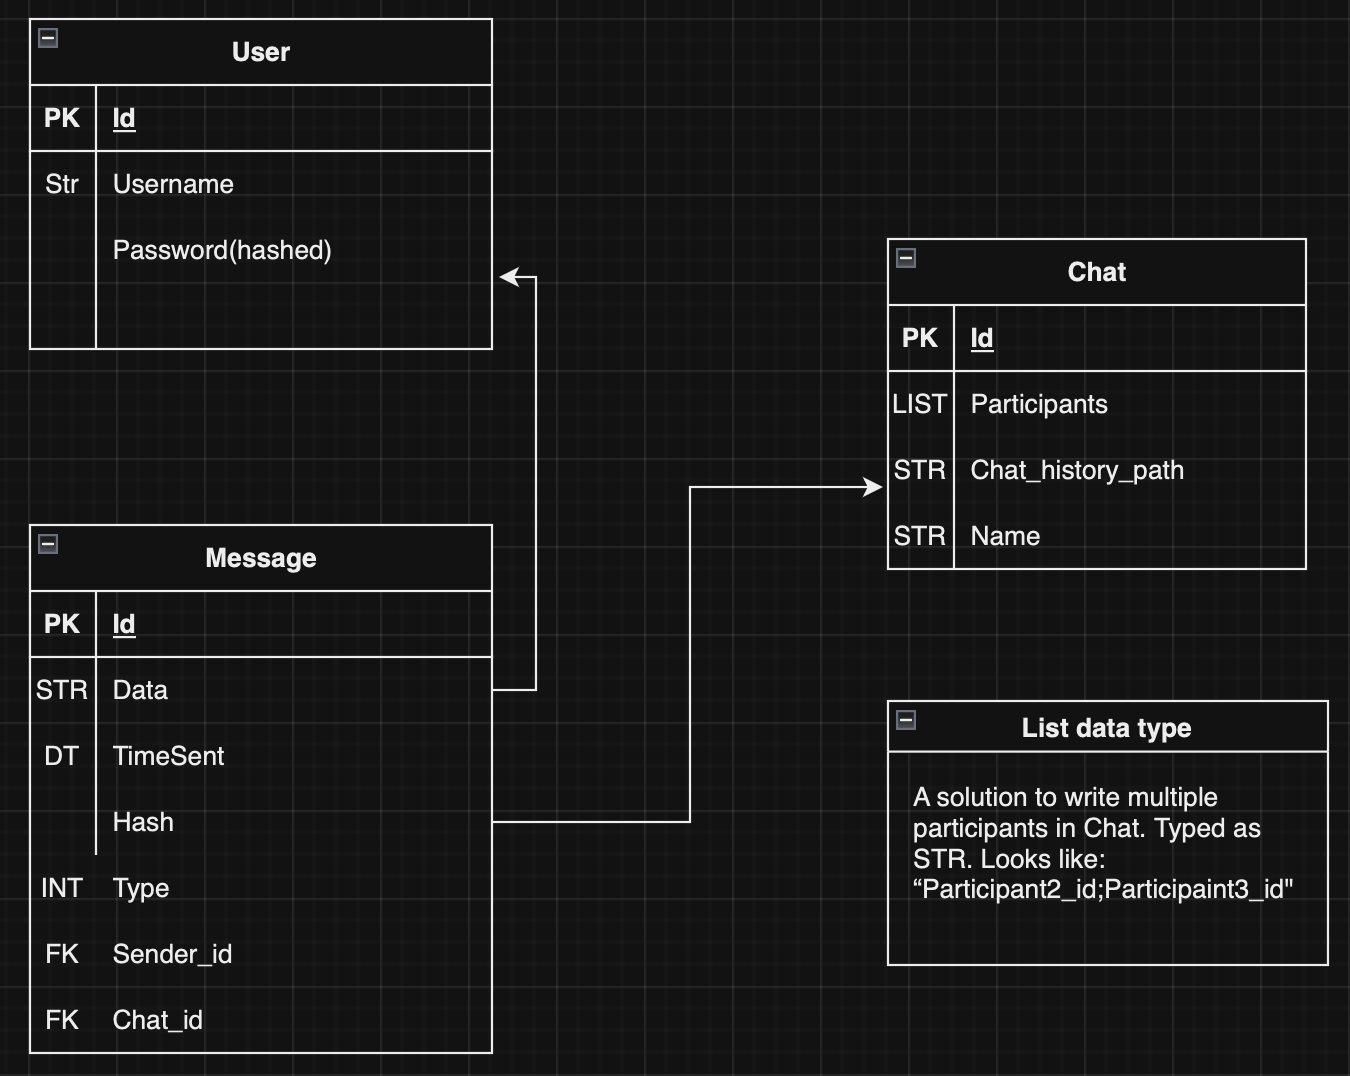 User
PK Id
Str Username
Password(hashed)
Chat
PK Id
LIST Participants
STR Chat_history_path
STR Name
Message
PK Id
STR Data
DT TimeSent
Hash
INT Type
FK Sender_id
FK Chat_id
List data type
A solution to write multiple
participants in Chat. Typed as
STR. Looks like:
“Participant2_id;Participaint3_id"